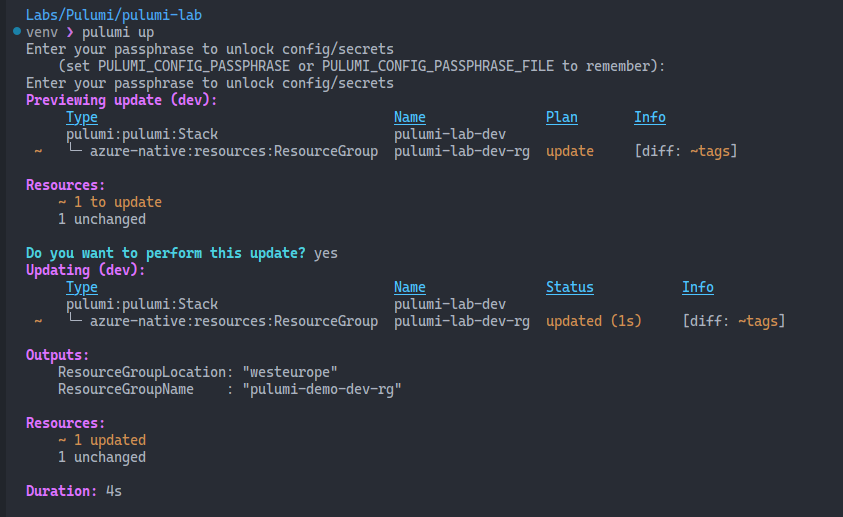 Labs/Pulumi/pulumi-lab
venv ❯ pulumi up
Enter your passphrase to unlock config/secrets
    (set PULUMI_CONFIG_PASSPHRASE or PULUMI_CONFIG_PASSPHRASE_FILE to remember):
Enter your passphrase to unlock config/secrets
Previewing update (dev):
     Type                                     Name                Plan       Info
     pulumi:pulumi:Stack                      pulumi-lab-dev
 ~   └─ azure-native:resources:ResourceGroup  pulumi-lab-dev-rg  update     [diff: ~tags]
Resources:
    ~ 1 to update
    1 unchanged
Do you want to perform this update? yes
Updating (dev):
     Type                                     Name                Status           Info
     pulumi:pulumi:Stack                      pulumi-lab-dev
 ~   └─ azure-native:resources:ResourceGroup  pulumi-lab-dev-rg  updated (1s)     [diff: ~tags]
Outputs:
    ResourceGroupLocation: "westeurope"
    ResourceGroupName    : "pulumi-demo-dev-rg"
Resources:
    ~ 1 updated
    1 unchanged
Duration: 4s